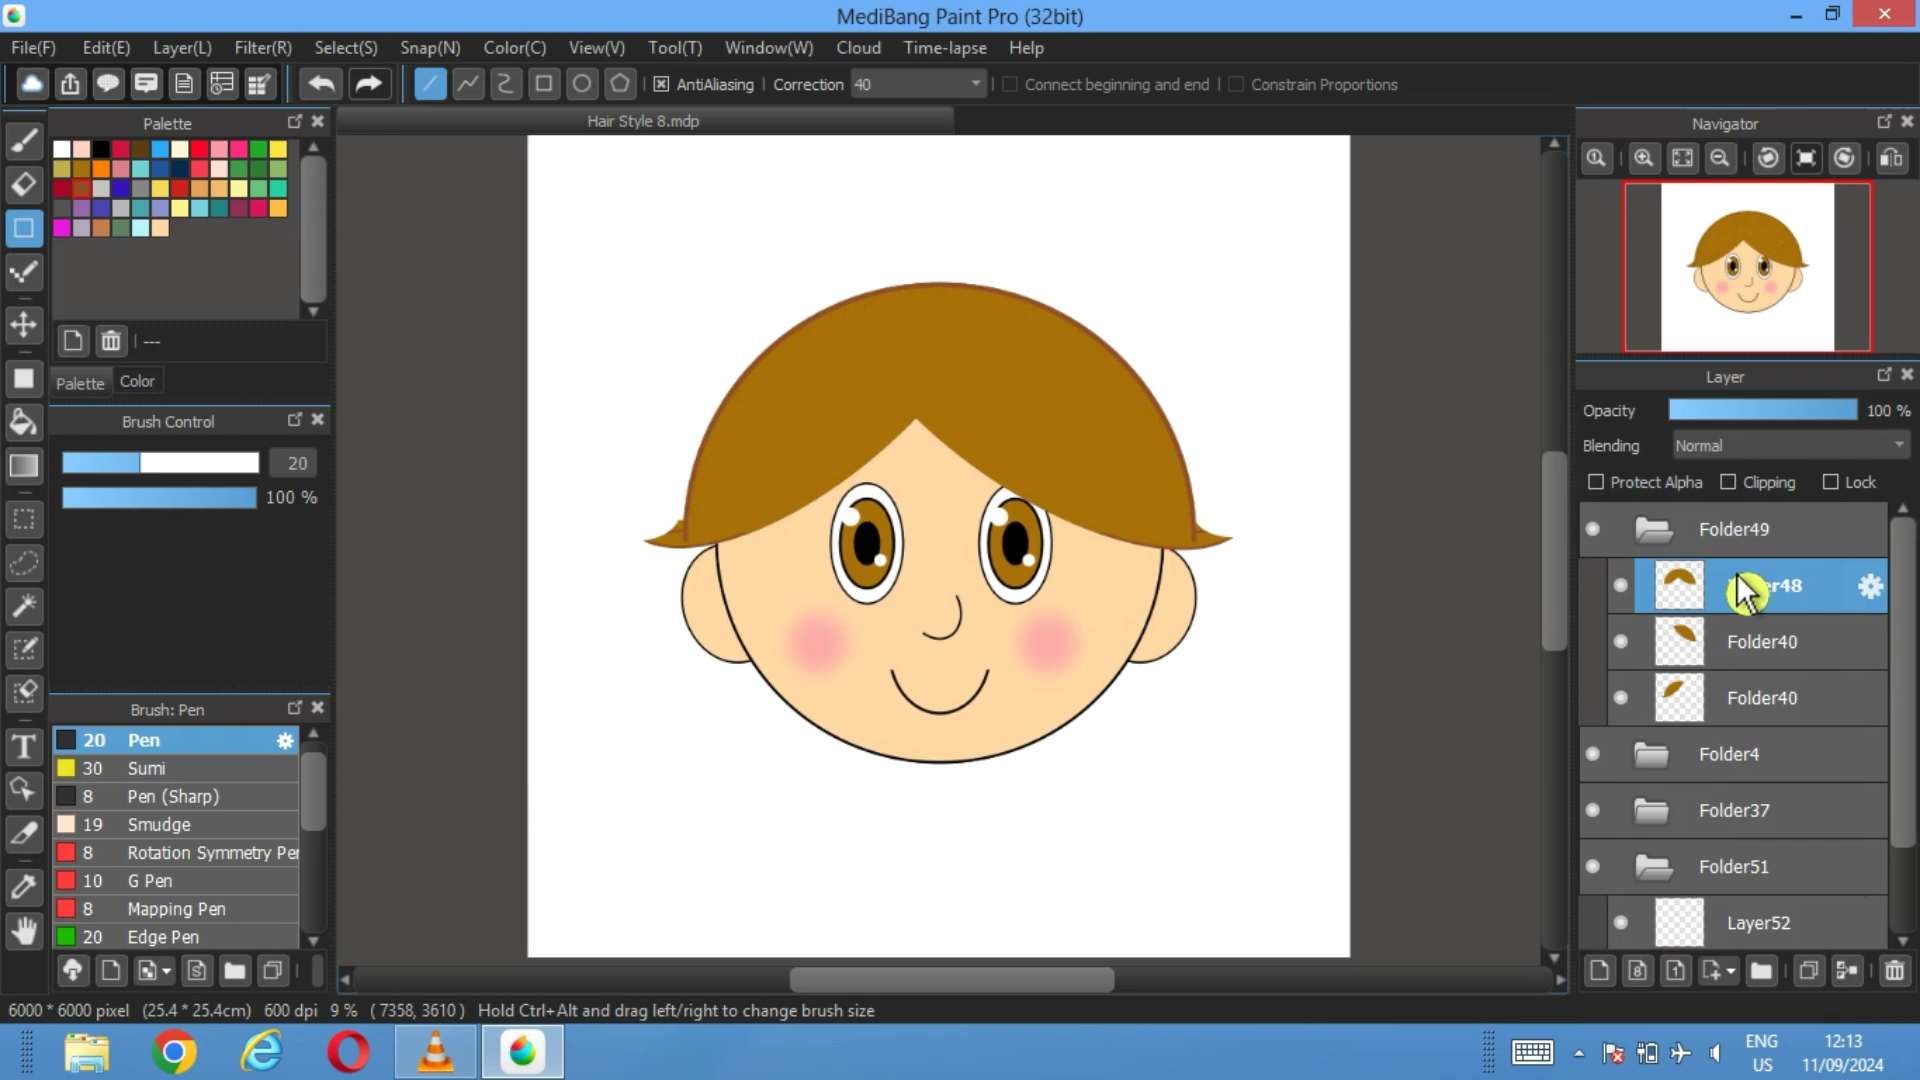 MediBang Paint Pro (32bit)
File(F) Edit(E) Layer(L) Filter(R) Select(S) Snap(N) Color(C) View(V) Tool(T) Window(W) Cloud Time-lapse Help
AntiAliasing Correction 40 Connect beginning and end Constrain Proportions
Palette
Hair Style 8.mdp
Navigator
---
Palette Color
Brush Control
20
100 %
Brush: Pen
20 Pen
30 Sumi
8 Pen (Sharp)
19 Smudge
8 Rotation Symmetry Pe
10 G Pen
8 Mapping Pen
20 Edge Pen
Layer
Opacity 100 %
Blending Normal
Protect Alpha Clipping Lock
Folder49
er48
Folder40
Folder40
Folder4
Folder37
Folder51
Layer52
6000 * 6000 pixel (25.4 * 25.4cm) 600 dpi 9 % ( 7358, 3610 ) Hold Ctrl+Alt and drag left/right to change brush size
ENG
US
12:13
11/09/2024